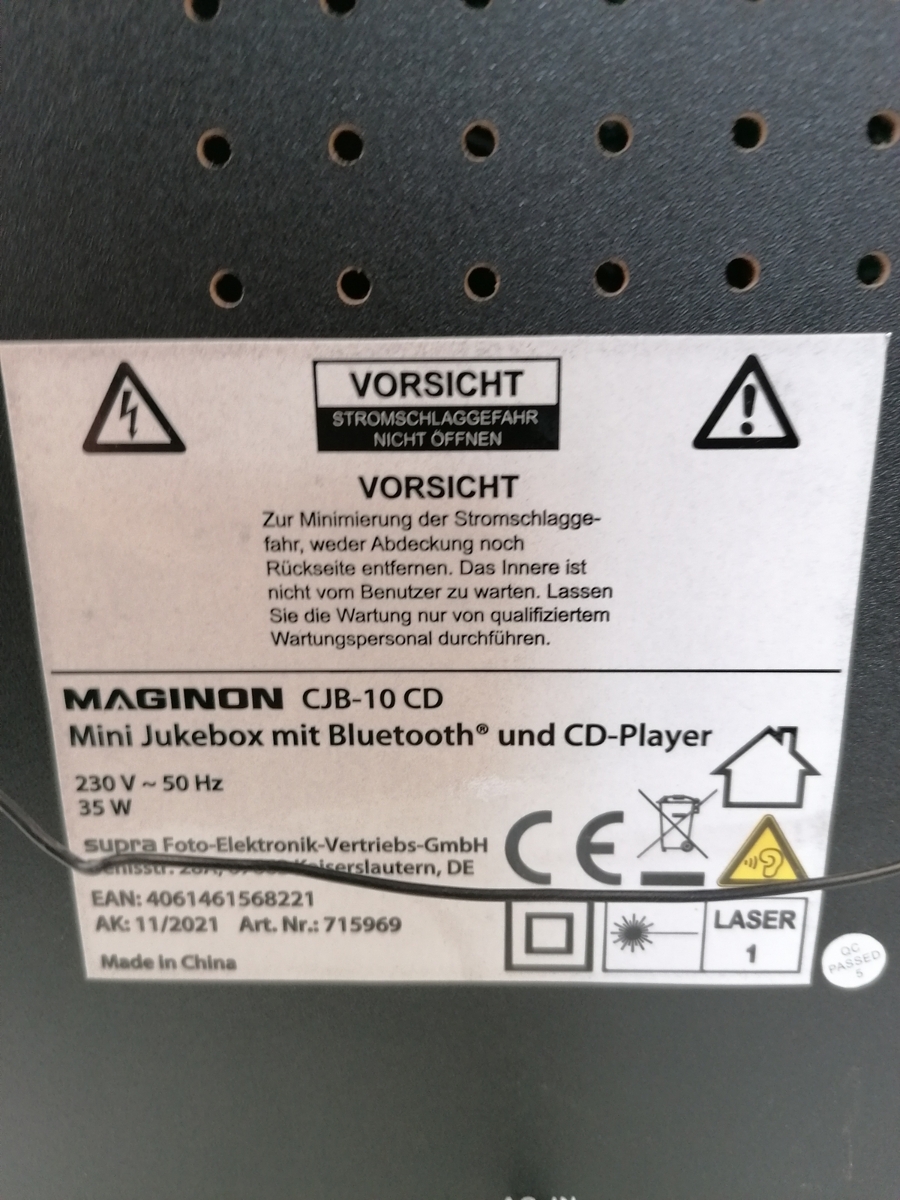 VORSICHT
STROMSCHLAGGEFAHR
NICHT ÖFFNEN
VORSICHT
Zur Minimierung der Stromschlagge-
fahr, weder Abdeckung noch
Rückseite entfernen. Das Innere ist
nicht vom Benutzer zu warten. Lassen
Sie die Wartung nur von qualifiziertem
Wartungspersonal durchführen.
MAGINON CJB-10 CD
Mini Jukebox mit Bluetooth® und CD-Player
230 V ~ 50 Hz
35 W
supra Foto-Elektronik-Vertriebs-GmbH
Kaiserslautern, DE
EAN: 4061461568221
AK: 11/2021 Art. Nr.: 715969
Made in China
CE
LASER
1
QC
PASSED
5